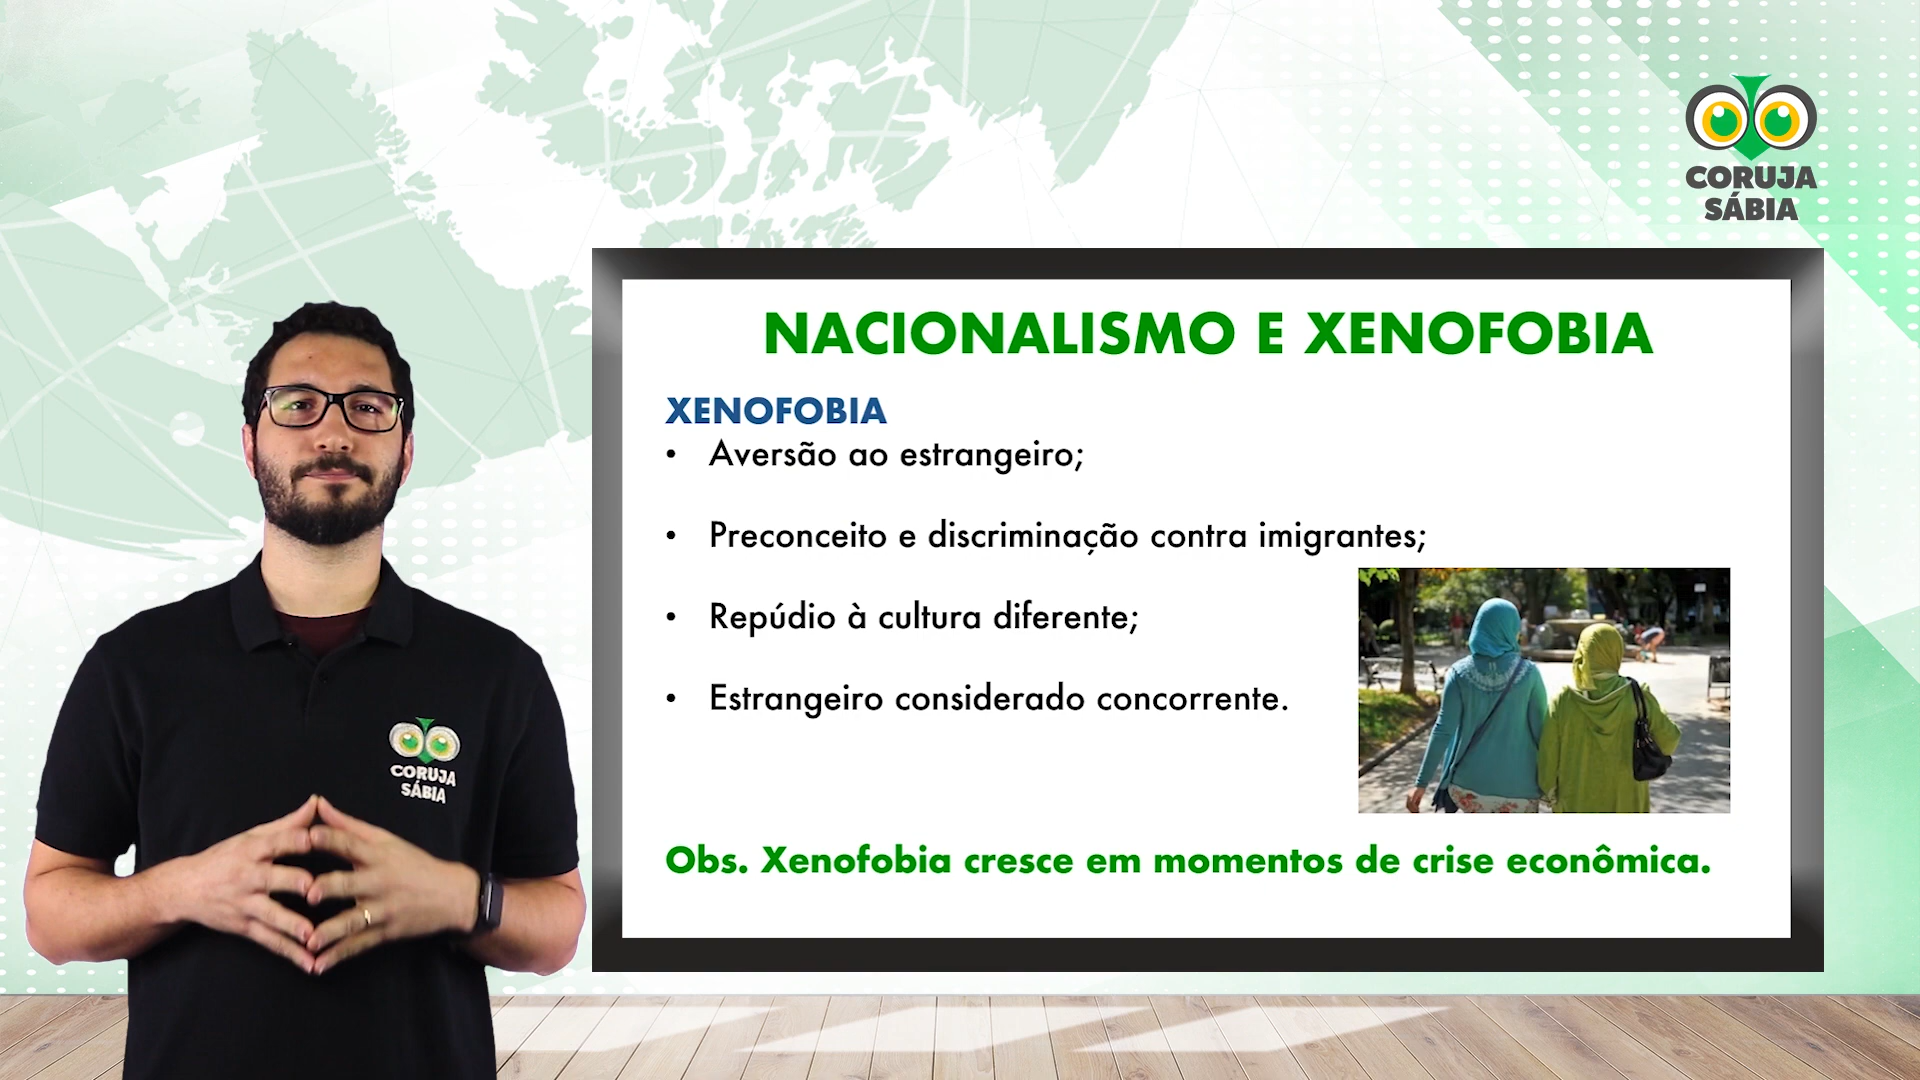 CORUJA
SÁBIA
NACIONALISMO E XENOFOBIA
XENOFOBIA
• Aversão ao estrangeiro;
• Preconceito e discriminação contra imigrantes;
• Repúdio à cultura diferente;
• Estrangeiro considerado concorrente.
Obs. Xenofobia cresce em momentos de crise econômica.
CORUJA
SÁBIA